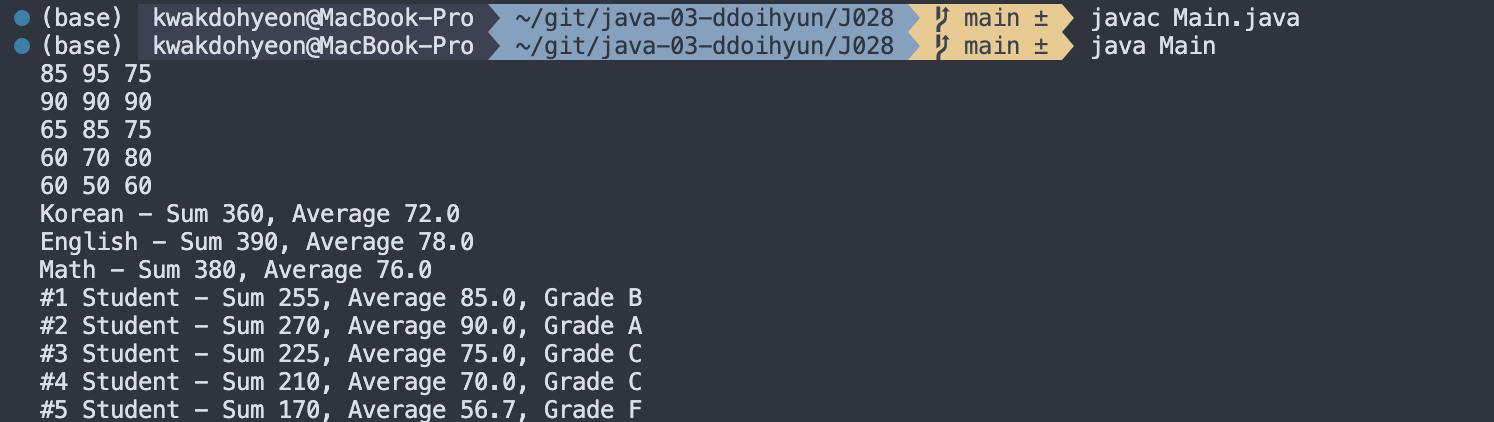 (base) kwakdohyeon@MacBook-Pro ~/git/java-03-ddoihyun/J028 main ± javac Main.java
(base) kwakdohyeon@MacBook-Pro ~/git/java-03-ddoihyun/J028 main ± java Main
85 95 75
90 90 90
65 85 75
60 70 80
60 50 60
Korean - Sum 360, Average 72.0
English - Sum 390, Average 78.0
Math - Sum 380, Average 76.0
#1 Student - Sum 255, Average 85.0, Grade B
#2 Student - Sum 270, Average 90.0, Grade A
#3 Student - Sum 225, Average 75.0, Grade C
#4 Student - Sum 210, Average 70.0, Grade C
#5 Student - Sum 170, Average 56.7, Grade F